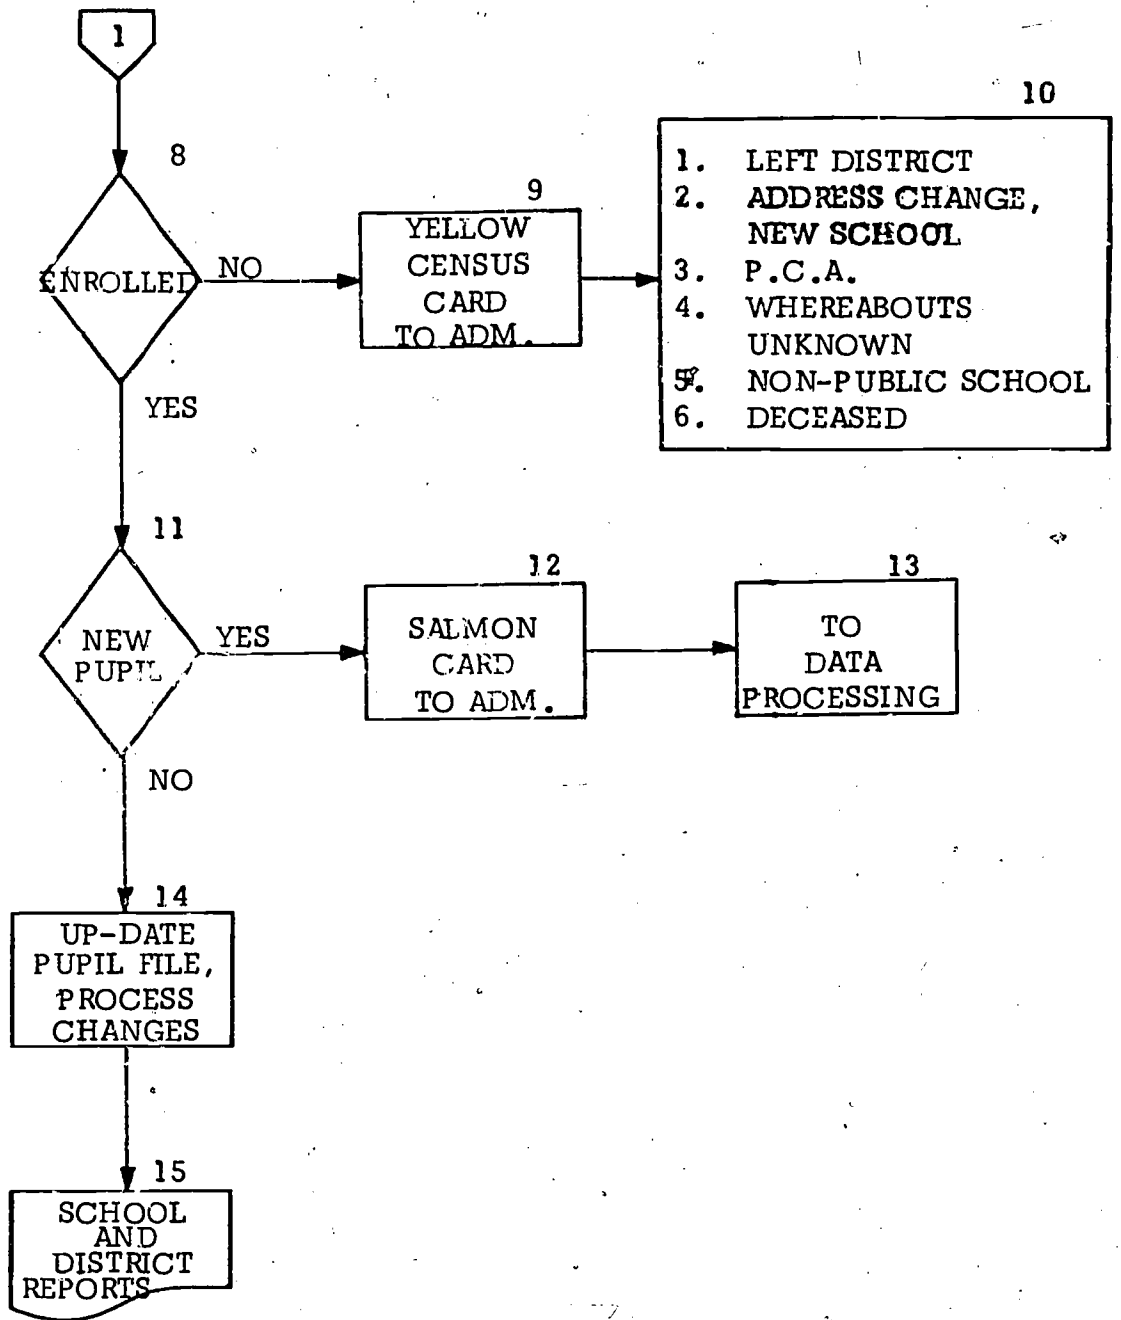 1
8
ENROLLED
NO
9
YELLOW
CENSUS
CARD
TO ADM.
10
1. LEFT DISTRICT
2. ADDRESS CHANGE,
NEW SCHOOL
3. P.C.A.
4. WHEREABOUTS
UNKNOWN
5. NON-PUBLIC SCHOOL
6. DECEASED
YES
11
NEW
PUPIL
YES
12
SALMON
CARD
TO ADM.
13
TO
DATA
PROCESSING
NO
14
UP-DATE
PUPIL FILE,
PROCESS
CHANGES
15
SCHOOL
AND
DISTRICT
REPORTS